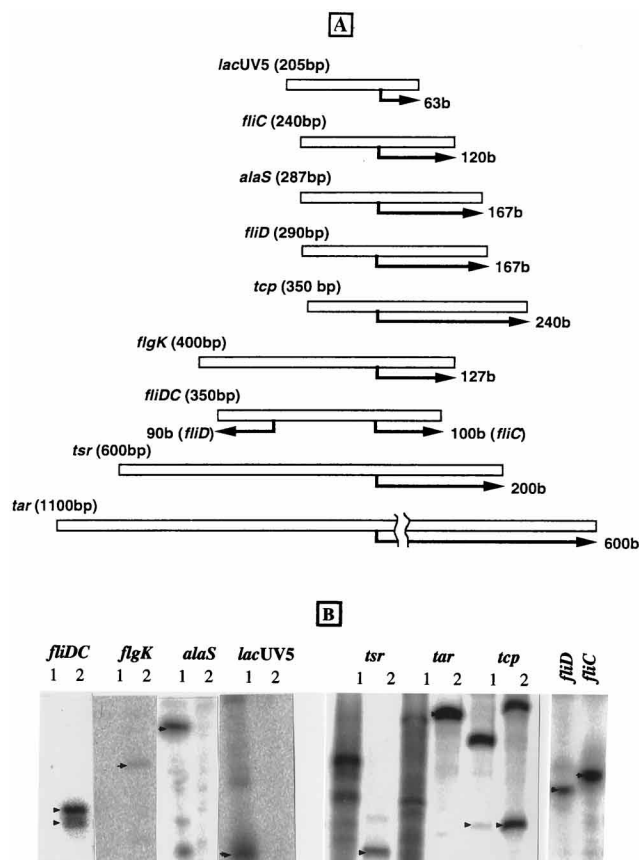 A
lacUV5 (205bp)
63b
fliC (240bp)
120b
alaS (287bp)
167b
fliD (290bp)
167b
tcp (350 bp)
240b
flgK (400bp)
127b
fliDC (350bp)
90b (fliD) 100b (fliC)
tsr (600bp)
200b
tar (1100bp)
600b
B
fliDC flgK alaS lacUV5 tsr tar tcp fliD fliC
1 2 1 2 1 2 1 2 1 2 1 2 1 2